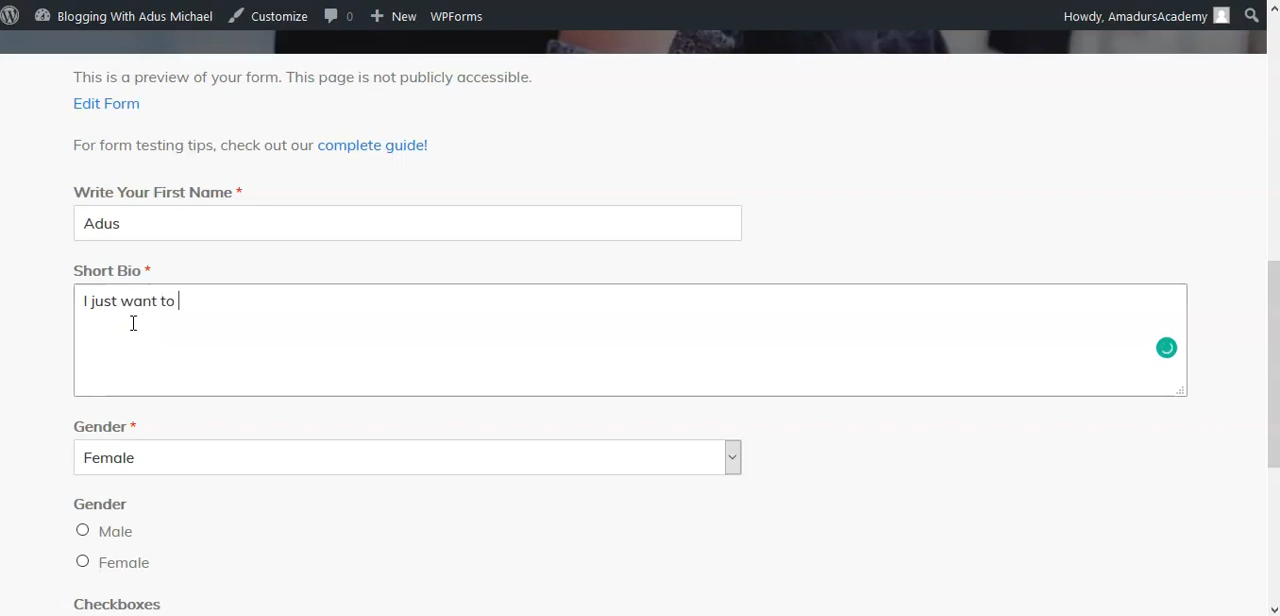 Blogging With Adus Michael Customize 0 New WPForms Howdy, AmadursAcademy
This is a preview of your form. This page is not publicly accessible.
Edit Form
For form testing tips, check out our complete guide!
Write Your First Name *
Adus
Short Bio *
I just want to
Gender *
Female
Gender
Male
Female
Checkboxes